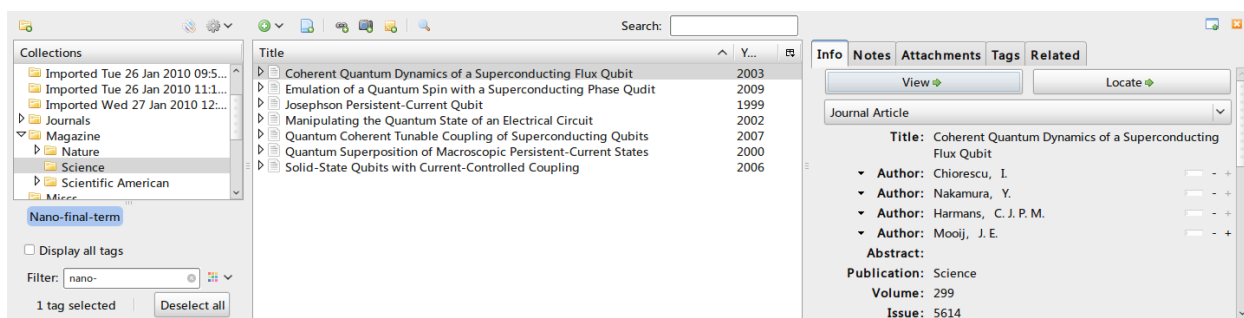 Search:
Collections
Imported Tue 26 Jan 2010 09:5...
Imported Tue 26 Jan 2010 11:1...
Imported Wed 27 Jan 2010 12:...
Journals
Magazine
Nature
Science
Scientific American
Miscs
Nano-final-term
Display all tags
Filter: nano-
1 tag selected Deselect all
Title Y...
Coherent Quantum Dynamics of a Superconducting Flux Qubit 2003
Emulation of a Quantum Spin with a Superconducting Phase Qudit 2009
Josephson Persistent-Current Qubit 1999
Manipulating the Quantum State of an Electrical Circuit 2002
Quantum Coherent Tunable Coupling of Superconducting Qubits 2007
Quantum Superposition of Macroscopic Persistent-Current States 2000
Solid-State Qubits with Current-Controlled Coupling 2006
Info Notes Attachments Tags Related
View Locate
Journal Article
Title: Coherent Quantum Dynamics of a Superconducting
Flux Qubit
Author: Chiorescu, I. - +
Author: Nakamura, Y. - +
Author: Harmans, C. J. P. M. - +
Author: Mooij, J. E. - +
Abstract:
Publication: Science
Volume: 299
Issue: 5614